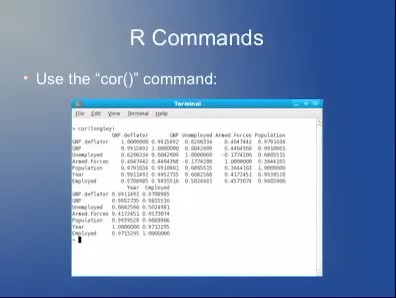 R Commands
• Use the “cor()” command:
Terminal
File Edit View Terminal Help
> cor(longley)
GNP.deflator GNP Unemployed Armed.Forces Population
GNP.deflator 1.0000000 0.9915892 0.6206334 0.4647442 0.9791634
GNP 0.9915892 1.0000000 0.6042609 0.4464368 0.9910901
Unemployed 0.6206334 0.6042609 1.0000000 -0.1774206 0.6865515
Armed.Forces 0.4647442 0.4464368 -0.1774206 1.0000000 0.3644163
Population 0.9791634 0.9910901 0.6865515 0.3644163 1.0000000
Year 0.9911492 0.9952735 0.6682566 0.4172451 0.9939528
Employed 0.9708985 0.9835516 0.5024981 0.4573074 0.9603906
Year Employed
GNP.deflator 0.9911492 0.9708985
GNP 0.9952735 0.9835516
Unemployed 0.6682566 0.5024981
Armed.Forces 0.4172451 0.4573074
Population 0.9939528 0.9603906
Year 1.0000000 0.9713295
Employed 0.9713295 1.0000000
>